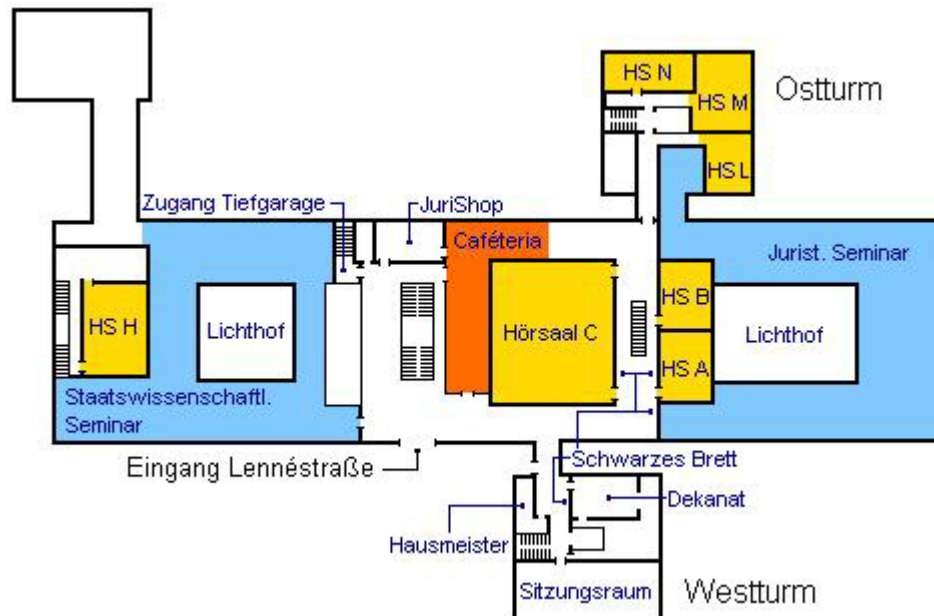 HS N
HS M
Ostturm
HS L
Zugang Tiefgarage
JuriShop
Caféteria
Jurist. Seminar
HS B
HS H
Lichthof
Hörsaal C
Lichthof
HS A
Staatswissenschaftl.
Seminar
Eingang Lennéstraße
Schwarzes Brett
Dekanat
Hausmeister
Sitzungsraum
Westturm